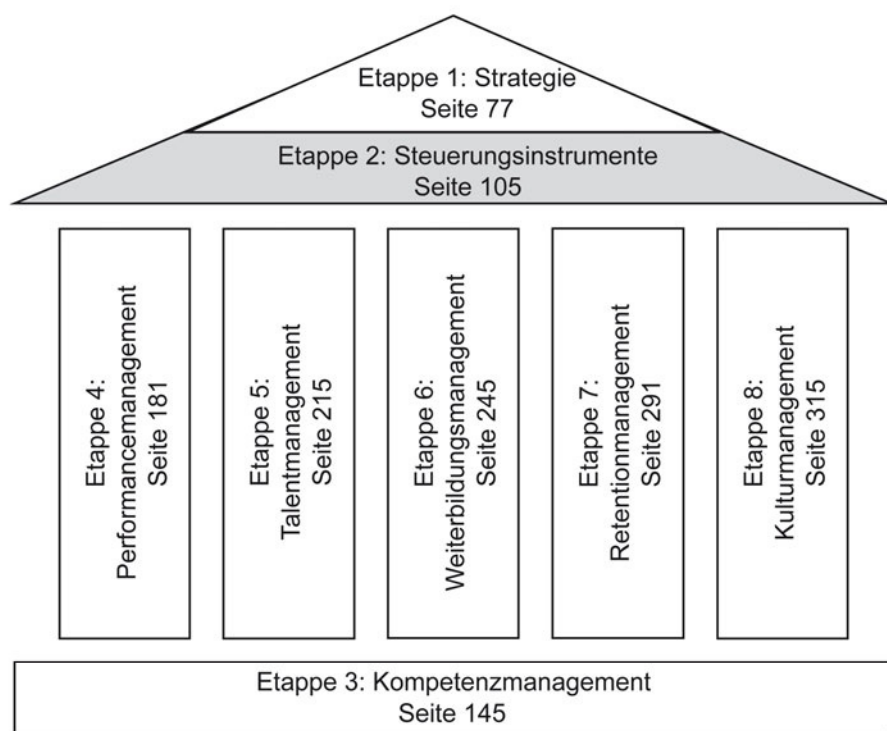 Etappe 1: Strategie
Seite 77
Etappe 2: Steuerungsinstrumente
Seite 105
Etappe 4:
Performancemanagement
Seite 181
Etappe 5:
Talentmanagement
Seite 215
Etappe 6:
Weiterbildungsmanagement
Seite 245
Etappe 7:
Retentionmanagement
Seite 291
Etappe 8:
Kulturmanagement
Seite 315
Etappe 3: Kompetenzmanagement
Seite 145